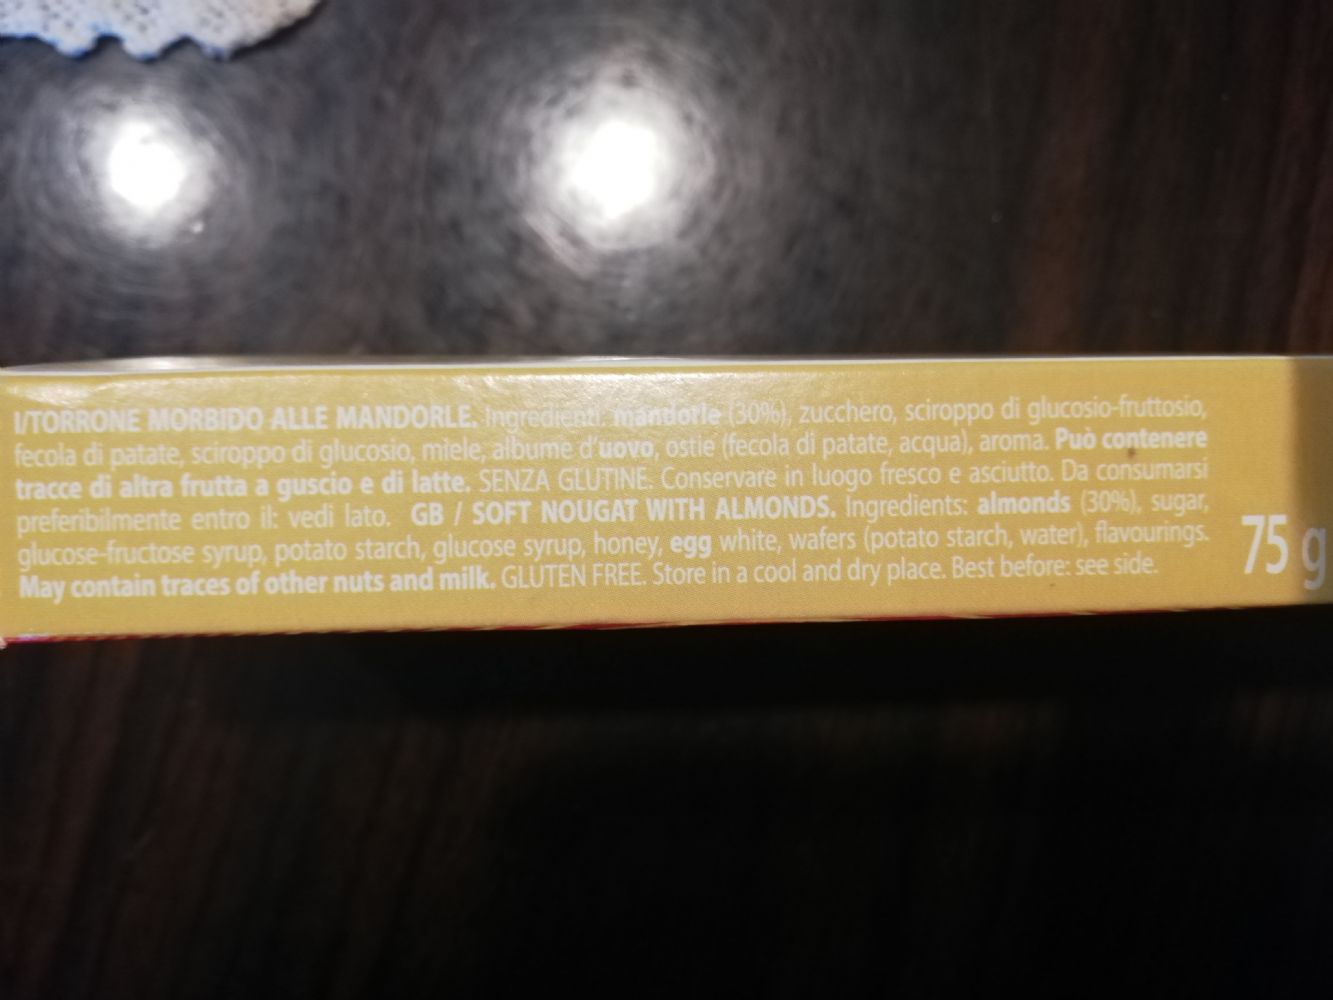 I/TORRONE MORBIDO ALLE MANDORLE. Ingredienti: mandorle (30%), zucchero, sciroppo di glucosio-fruttosio,
fecola di patate, sciroppo di glucosio, miele, albume d'uovo, ostie (fecola di patate, acqua), aroma. Può contenere
tracce di altra frutta a guscio e di latte. SENZA GLUTINE. Conservare in luogo fresco e asciutto. Da consumarsi
preferibilmente entro il: vedi lato. GB / SOFT NOUGAT WITH ALMONDS. Ingredients: almonds (30%), sugar,
glucose-fructose syrup, potato starch, glucose syrup, honey, egg white, wafers (potato starch, water), flavourings.
May contain traces of other nuts and milk. GLUTEN FREE. Store in a cool and dry place. Best before: see side.
75 g